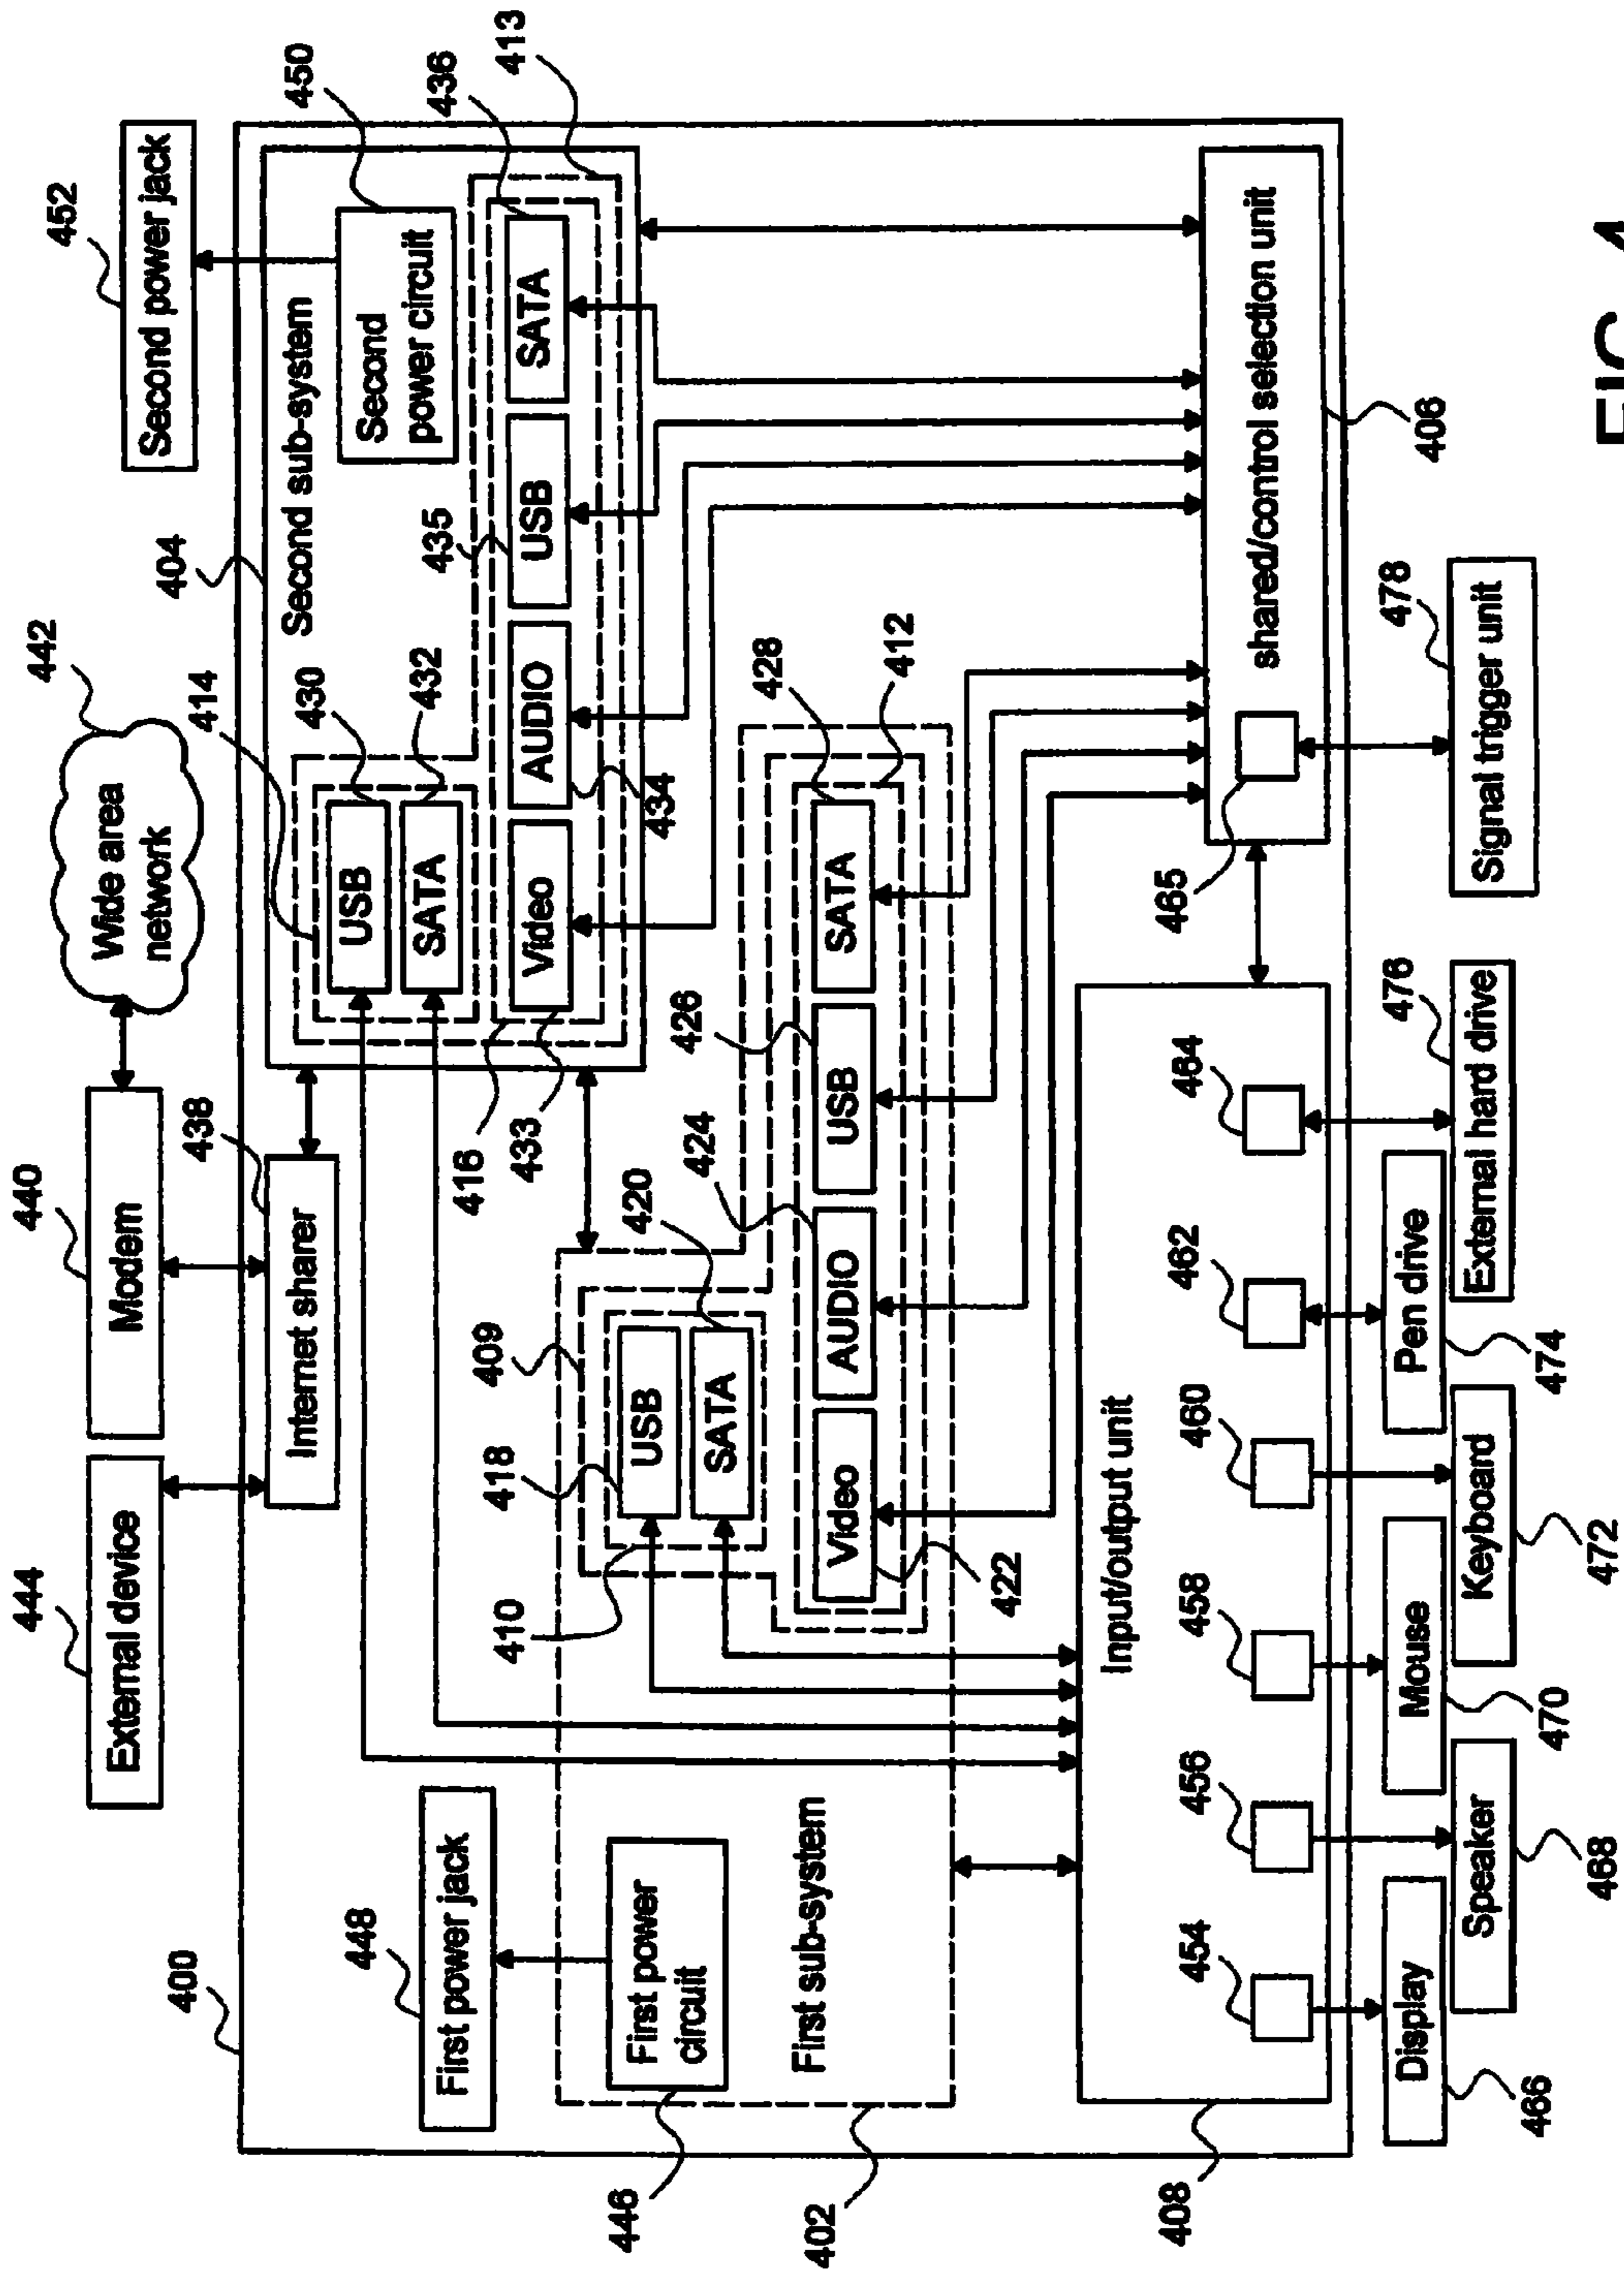 444
440
442
452
External device
Modem
Wide area
network
Second power jack
400
438
404
414
Internet sharer
Second sub-system
430
450
448
First power jack
USB
Second
power circuit
432
SATA
436
416
435
413
409
433
Video
AUDIO
USB
SATA
418
420
434
410
USB
446
First power
circuit
SATA
424
426
428
First sub-system
402
Video
AUDIO
USB
SATA
412
422
Input/output unit
408
454
456
458
460
462
464
465
shared/control selection unit
406
478
476
Display
Mouse
Pen drive
Speaker
Keyboard
External hard drive
Signal trigger unit
466
468
470
472
474
FIG. 4